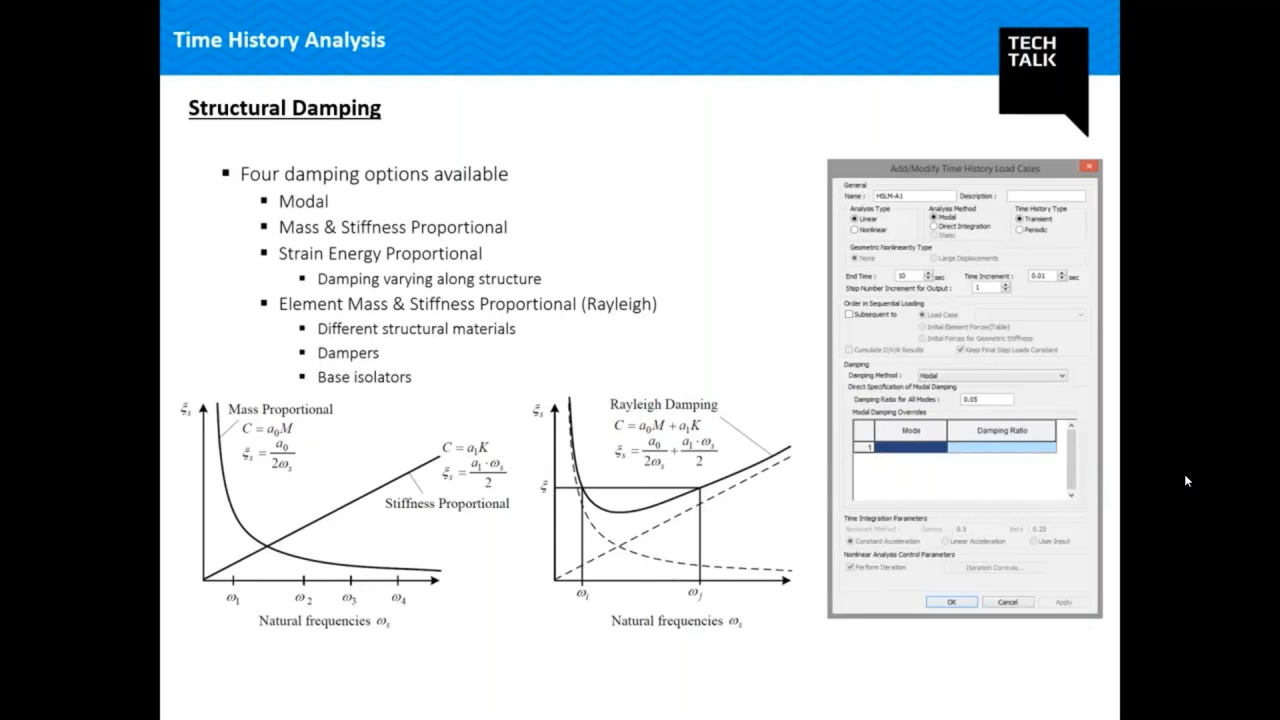 Time History Analysis
TECH
TALK
Structural Damping
Four damping options available
Modal
Mass & Stiffness Proportional
Strain Energy Proportional
Damping varying along structure
Element Mass & Stiffness Proportional (Rayleigh)
Different structural materials
Dampers
Base isolators
ξs
Mass Proportional
C = a0M
ξs = a0 / 2ωs
C = a1K
ξs = a1 · ωs / 2
Stiffness Proportional
ω1 ω2 ω3 ω4
Natural frequencies ωs
ξs
Rayleigh Damping
C = a0M + a1K
ξs = a0 / 2ωs + a1 · ωs / 2
ξ
ωi ωj
Natural frequencies ωs
Add/Modify Time History Load Cases
General
Name : HSLM-A1 Description :
Analysis Type Analysis Method Time History Type
Linear Modal Transient
Nonlinear Direct Integration Periodic
Static
Geometric Nonlinearity Type
None Large Displacements
End Time : 10 sec Time Increment : 0.01 sec
Step Number Increment for Output : 1
Order in Sequential Loading
Subsequent to Load Case
Initial Element Forces(Table)
Initial Forces for Geometric Stiffness
Cumulate D/V/A Results Keep Final Step Loads Constant
Damping
Damping Method : Modal
Direct Specification of Modal Damping
Damping Ratio for All Modes : 0.05
Modal Damping Overrides
Mode Damping Ratio
1
Time Integration Parameters
Newmark Method : Gamma 0.5 Beta 0.25
Constant Acceleration Linear Acceleration User Input
Nonlinear Analysis Control Parameters
Perform Iteration Iteration Controls...
OK Cancel Apply